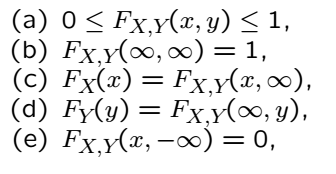 (a) 0 ≤ F_{X,Y}(x, y) ≤ 1,
(b) F_{X,Y}(∞, ∞) = 1,
(c) F_X(x) = F_{X,Y}(x, ∞),
(d) F_Y(y) = F_{X,Y}(∞, y),
(e) F_{X,Y}(x, −∞) = 0,